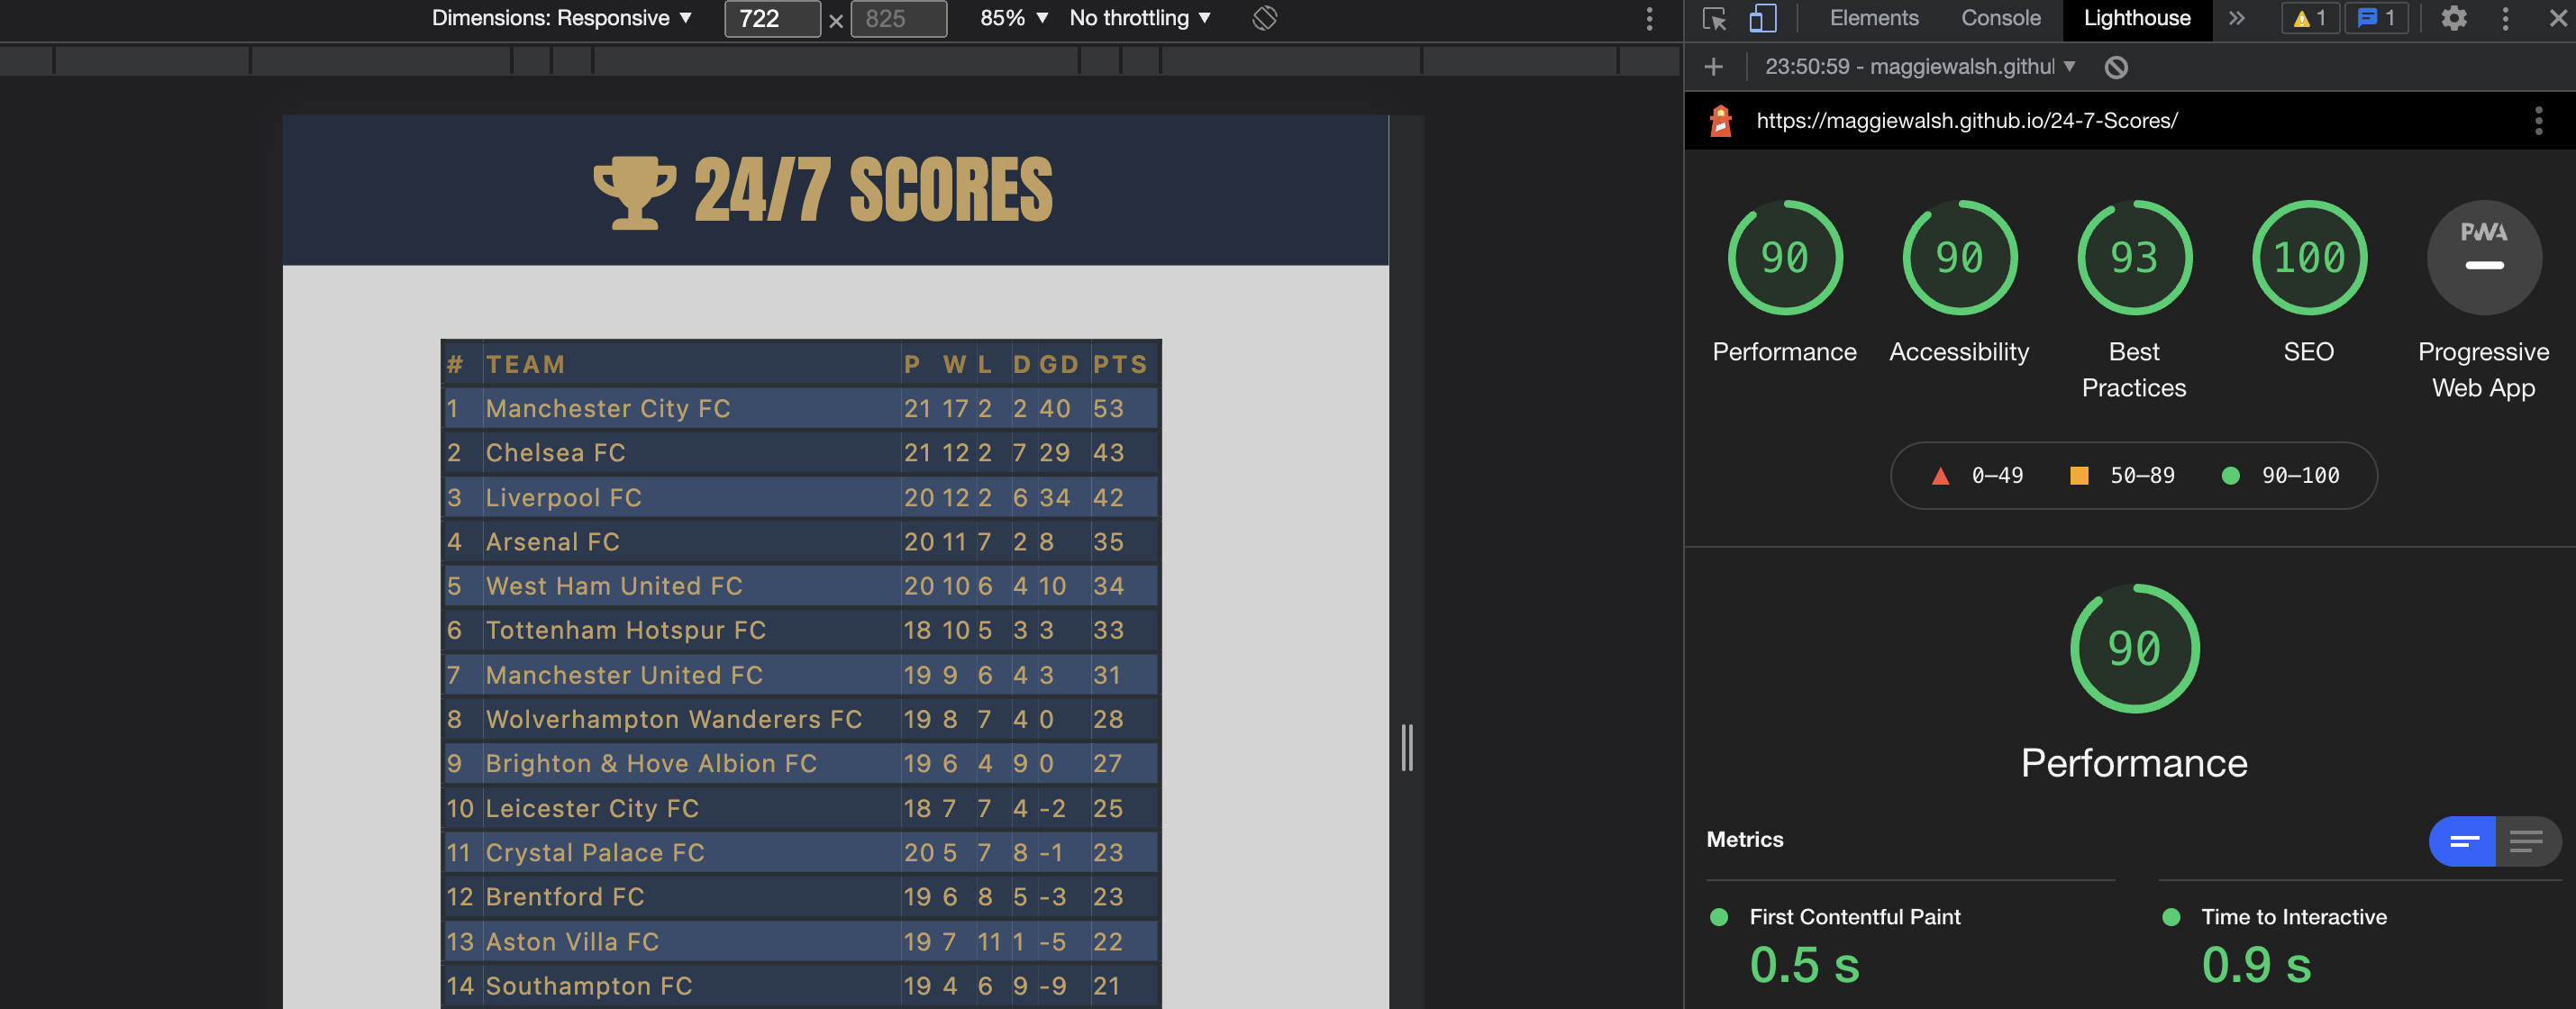 Dimensions: Responsive ▼ 722 × 825 85% ▼ No throttling ▼
Elements Console Lighthouse » 1 1
23:50:59 - maggiewalsh.githul ▼
https://maggiewalsh.github.io/24-7-Scores/
24/7 SCORES
# TEAM P W L D GD PTS
1 Manchester City FC 21 17 2 2 40 53
2 Chelsea FC 21 12 2 7 29 43
3 Liverpool FC 20 12 2 6 34 42
4 Arsenal FC 20 11 7 2 8 35
5 West Ham United FC 20 10 6 4 10 34
6 Tottenham Hotspur FC 18 10 5 3 3 33
7 Manchester United FC 19 9 6 4 3 31
8 Wolverhampton Wanderers FC 19 8 7 4 0 28
9 Brighton & Hove Albion FC 19 6 4 9 0 27
10 Leicester City FC 18 7 7 4 -2 25
11 Crystal Palace FC 20 5 7 8 -1 23
12 Brentford FC 19 6 8 5 -3 23
13 Aston Villa FC 19 7 11 1 -5 22
14 Southampton FC 19 4 6 9 -9 21
90 90 93 100 PWA
Performance Accessibility Best Practices SEO Progressive Web App
0–49 50–89 90–100
90
Performance
Metrics
First Contentful Paint
0.5 s
Time to Interactive
0.9 s